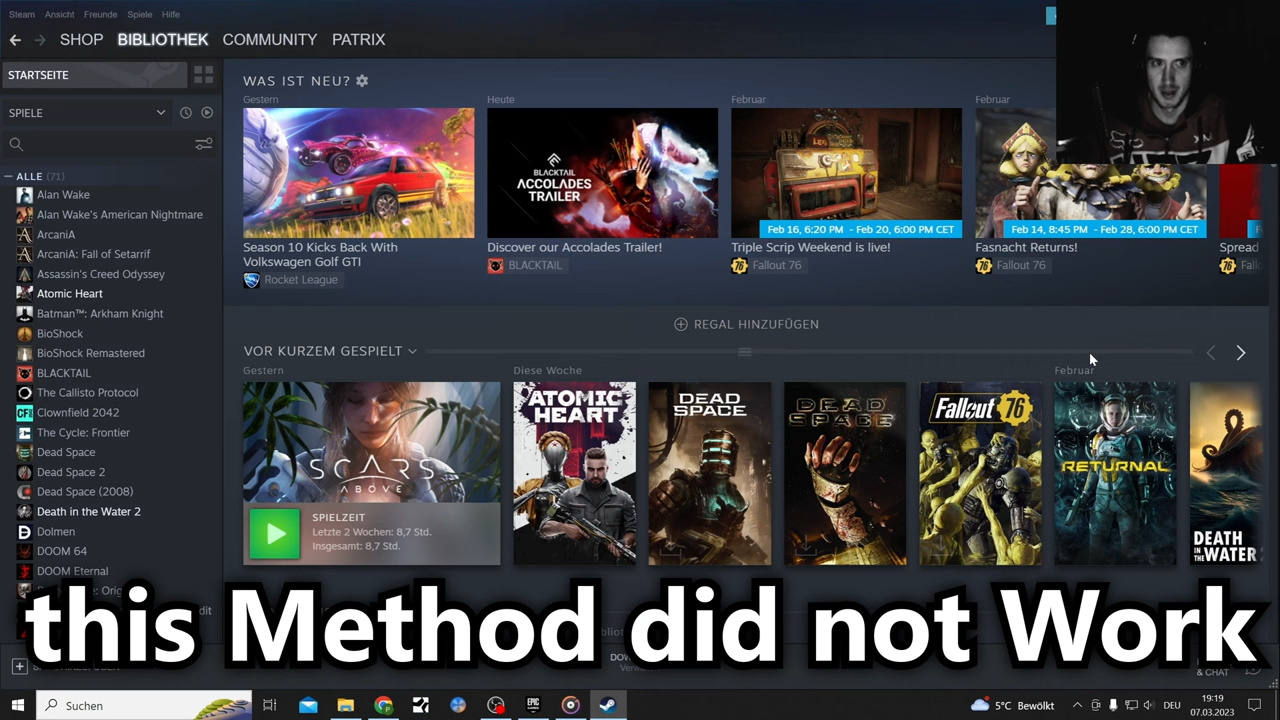 Steam Ansicht Freunde Spiele Hilfe
SHOP BIBLIOTHEK COMMUNITY PATRIX
STARTSEITE
SPIELE
ALLE (71)
Alan Wake
Alan Wake's American Nightmare
ArcaniA
ArcaniA: Fall of Setarrif
Assassin's Creed Odyssey
Atomic Heart
Batman™: Arkham Knight
BioShock
BioShock Remastered
BLACKTAIL
The Callisto Protocol
Clownfield 2042
The Cycle: Frontier
Dead Space
Dead Space 2
Dead Space (2008)
Death in the Water 2
Dolmen
DOOM 64
DOOM Eternal
WAS IST NEU?
Gestern
Heute
Februar
Februar
BLACKTAIL
ACCOLADES
TRAILER
Feb 16, 6:20 PM - Feb 20, 6:00 PM CET
Feb 14, 8:45 PM - Feb 28, 6:00 PM CET
Season 10 Kicks Back With
Volkswagen Golf GTI
Rocket League
Discover our Accolades Trailer!
BLACKTAIL
Triple Scrip Weekend is live!
Fallout 76
Fasnacht Returns!
Fallout 76
Spread
REGAL HINZUFÜGEN
VOR KURZEM GESPIELT
Gestern
Diese Woche
Februar
SCARS
ABOVE
SPIELZEIT
Letzte 2 Wochen: 8,7 Std.
Insgesamt: 8,7 Std.
ATOMIC
HEART
DEAD
SPACE
DEAD
SPACE
Fallout 76
RETURNAL
DEATH
IN THE WATER
this Method did not Work
& CHAT
Suchen
5°C Bewölkt
DEU
19:19
07.03.2023